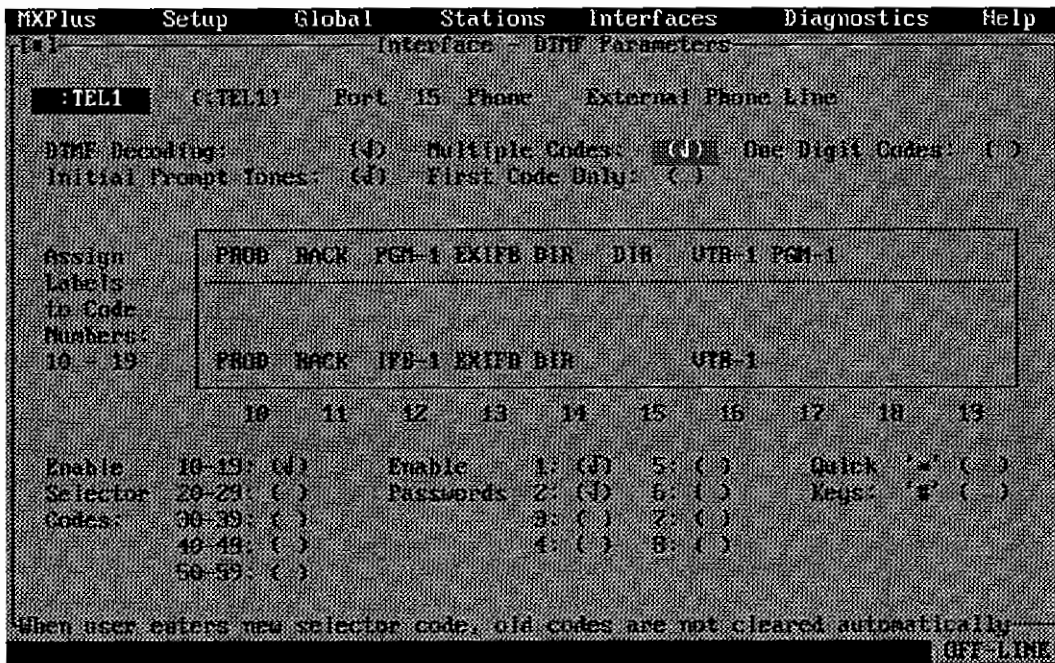 MXPlus Setup Global Stations Interfaces Diagnostics Help
[■] Interface - DTMF Parameters
:TEL1 (:TEL1) Port 15 Phone External Phone Line
DTMF Decoding: (√) Multiple Codes: (√) One Digit Codes: ( )
Initial Prompt Tones: (√) First Code Only: ( )
Assign PROD RACK PGM-1 EXIFB DIR DIR VTR-1 PGM-1
Labels
to Code
Numbers:
10 - 19 PROD RACK IFB-1 EXIFB DIR VTR-1
10 11 12 13 14 15 16 17 18 19
Enable 10-19: (√) Enable 1: (√) 5: ( ) Quick '*' ( )
Selector 20-29: ( ) Passwords 2: (√) 6: ( ) Keys: '#' ( )
Codes: 30-39: ( ) 3: ( ) 7: ( )
40-49: ( ) 4: ( ) 8: ( )
50-59: ( )
When user enters new selector code, old codes are not cleared automatically
OFF-LINE